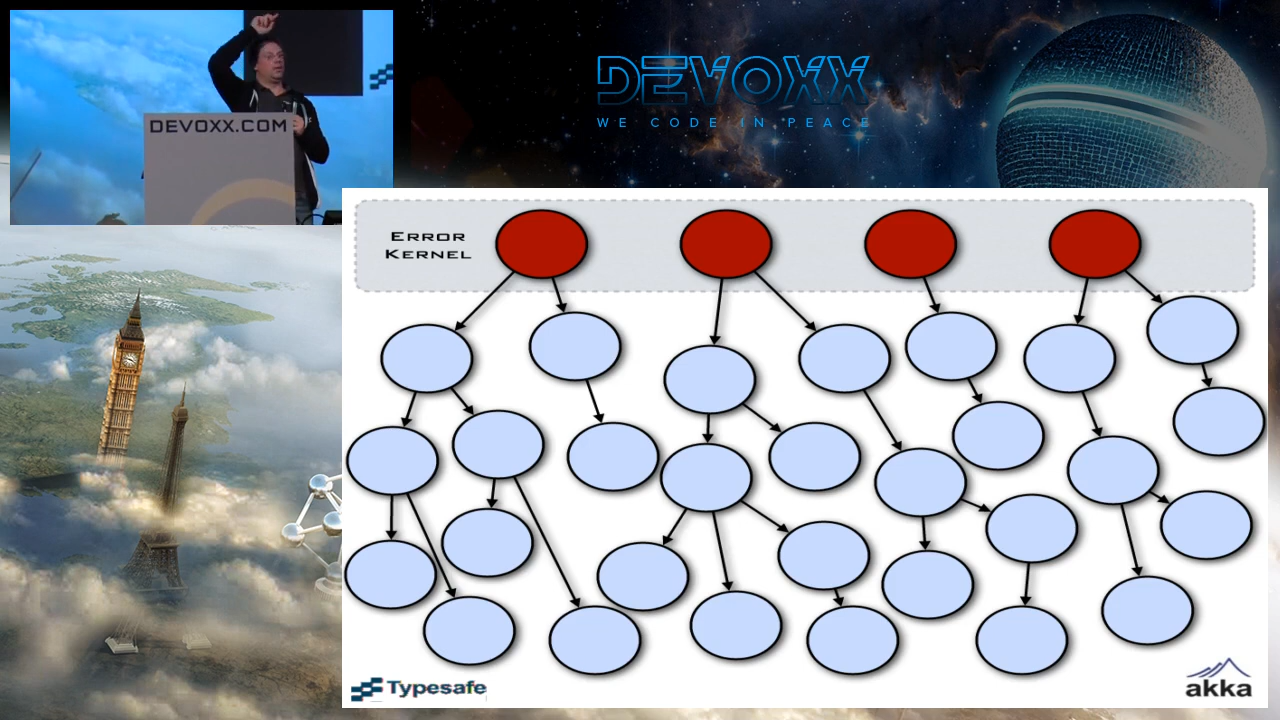 DEVOXX
WE CODE IN PEACE
DEVOXX.COM
ERROR
KERNEL
Typesafe
akka